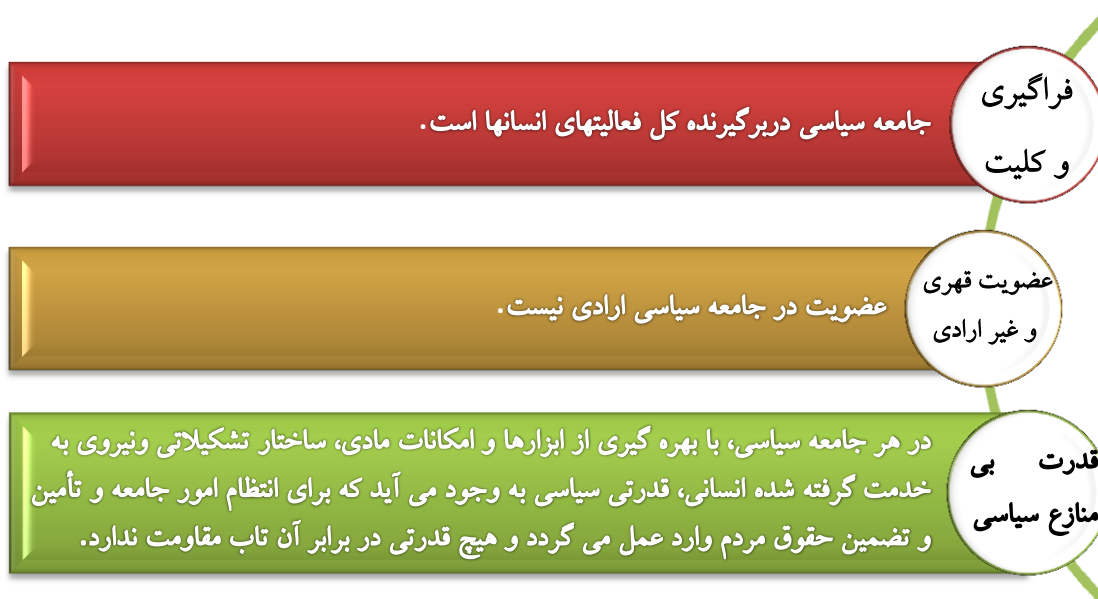 فراگیری
و کلیت
جامعه سیاسی دربرگیرنده کل فعالیتهای انسانها است.
عضویت قهری
و غیر ارادی
عضویت در جامعه سیاسی ارادی نیست.
قدرت بی
منازع سیاسی
در هر جامعه سیاسی، با بهره گیری از ابزارها و امکانات مادی، ساختار تشکیلاتی ونیروی به
خدمت گرفته شده انسانی، قدرتی سیاسی به وجود می آید که برای انتظام امور جامعه و تأمین
و تضمین حقوق مردم وارد عمل می گردد و هیچ قدرتی در برابر آن تاب مقاومت ندارد.